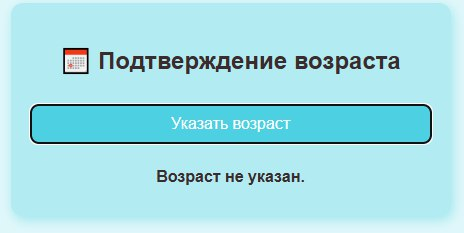 Подтверждение возраста
Указать возраст
Возраст не указан.